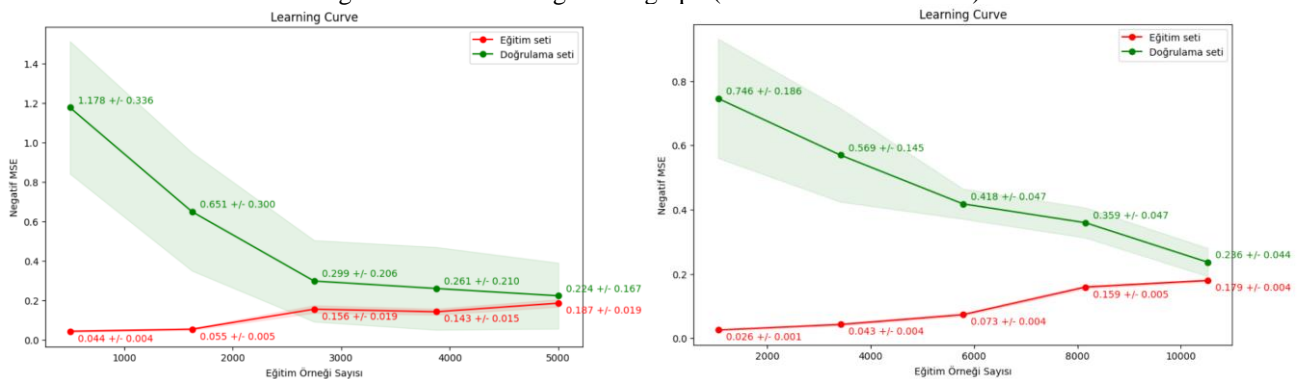 Learning Curve
Eğitim seti
Doğrulama seti
1.4
1.2
1.0
0.8
0.6
0.4
0.2
0.0
Negatif MSE
1.178 +/- 0.336
0.651 +/- 0.300
0.299 +/- 0.206
0.261 +/- 0.210
0.224 +/- 0.167
0.044 +/- 0.004
0.055 +/- 0.005
0.156 +/- 0.019
0.143 +/- 0.015
0.187 +/- 0.019
1000
2000
3000
4000
5000
Eğitim Örneği Sayısı
Learning Curve
Eğitim seti
Doğrulama seti
0.8
0.6
0.4
0.2
0.0
Negatif MSE
0.746 +/- 0.186
0.569 +/- 0.145
0.418 +/- 0.047
0.359 +/- 0.047
0.236 +/- 0.044
0.026 +/- 0.001
0.043 +/- 0.004
0.073 +/- 0.004
0.159 +/- 0.005
0.179 +/- 0.004
2000
4000
6000
8000
10000
Eğitim Örneği Sayısı